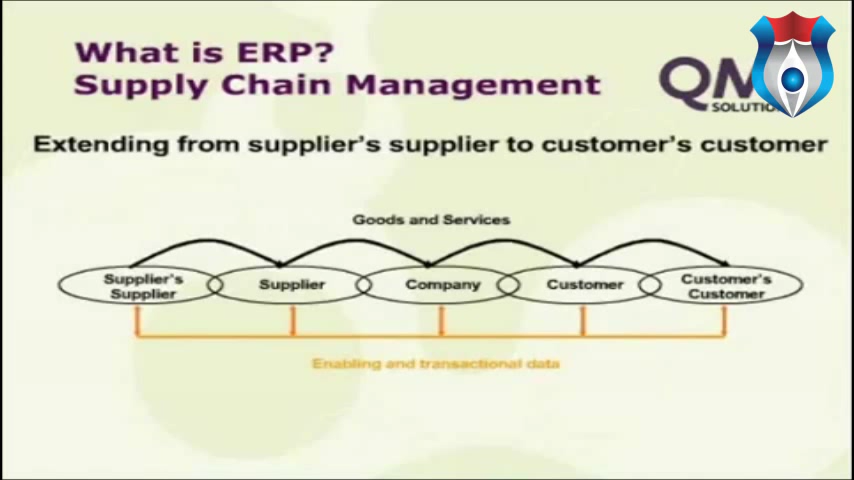 What is ERP?
Supply Chain Management
SOLUTIO
Extending from supplier's supplier to customer's customer
Goods and Services
Supplier's
Supplier
Supplier
Company
Customer
Customer's
Customer
Enabling and transactional data